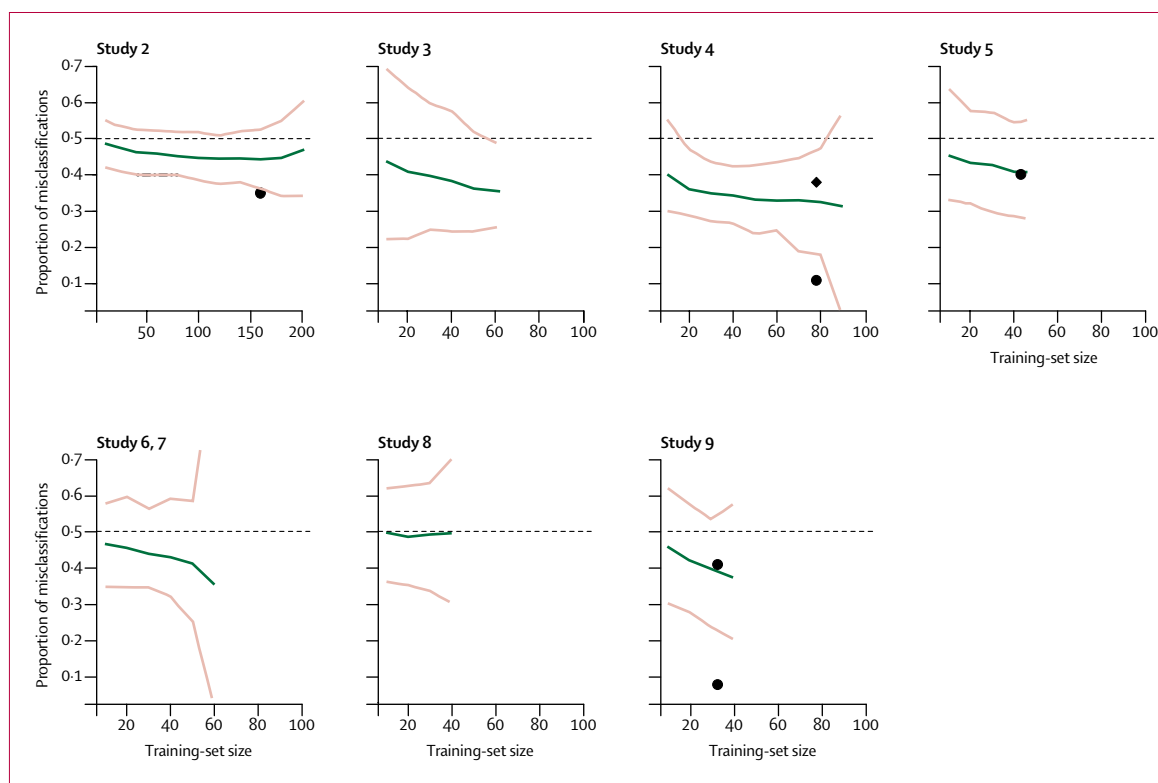 Study 2
Study 3
Study 4
Study 5
Proportion of misclassifications
0·7
0·6
0·5
0·4
0·3
0·2
0·1
50 100 150 200
20 40 60 80 100
20 40 60 80 100
20 40 60 80 100
Training-set size
Study 6, 7
Study 8
Study 9
Proportion of misclassifications
0·7
0·6
0·5
0·4
0·3
0·2
0·1
20 40 60 80 100
20 40 60 80 100
20 40 60 80 100
Training-set size
Training-set size
Training-set size